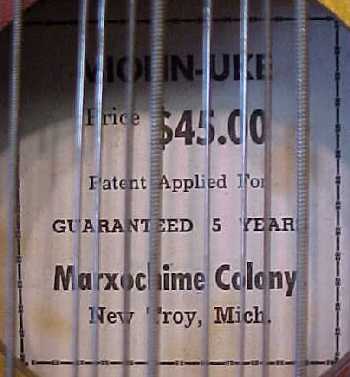 VIOLIN-UKE
Price $45.00
Patent Applied For
GUARANTEED 5 YEARS
Marxochime Colony
New Troy, Mich.